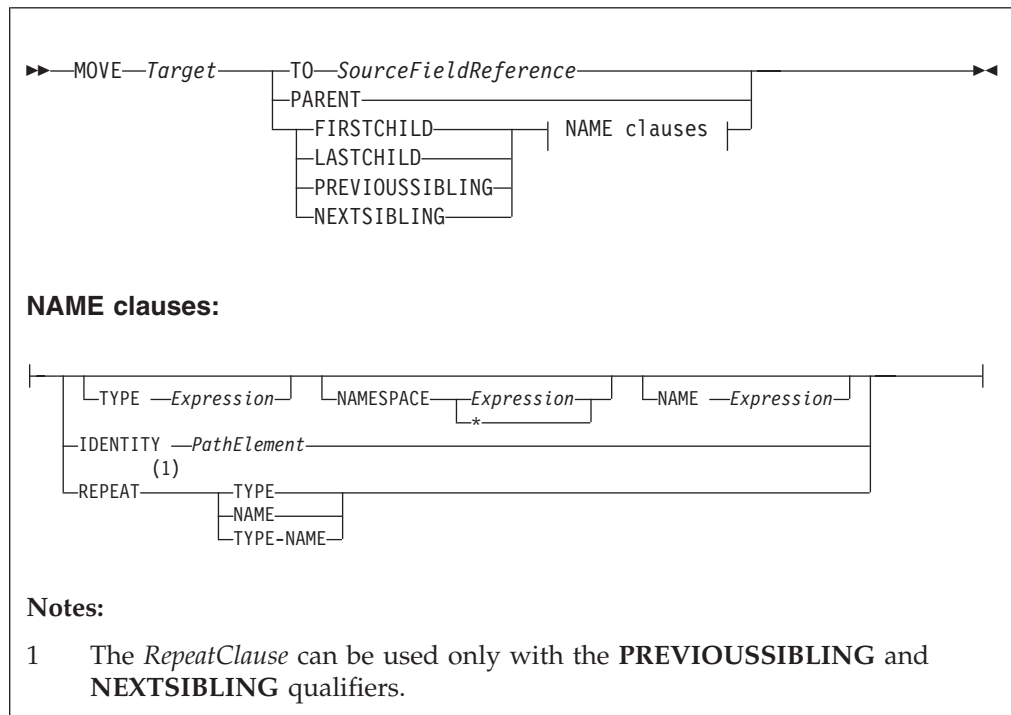 MOVE Target TO SourceFieldReference
PARENT
FIRSTCHILD NAME clauses
LASTCHILD
PREVIOUSSIBLING
NEXTSIBLING
NAME clauses:
TYPE Expression NAMESPACE Expression NAME Expression
*
IDENTITY PathElement
(1)
REPEAT TYPE
NAME
TYPE-NAME
Notes:
1 The RepeatClause can be used only with the PREVIOUSSIBLING and
NEXTSIBLING qualifiers.